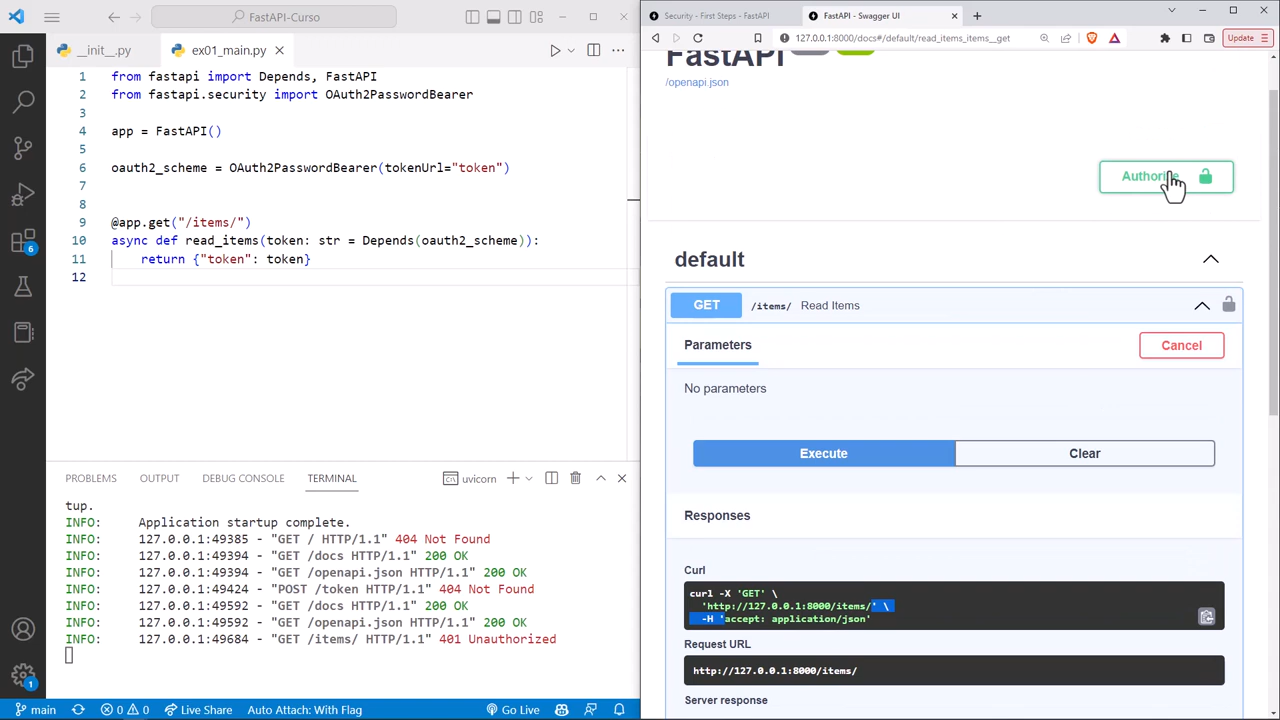 FastAPI-Curso
__init__.py
ex01_main.py
1 from fastapi import Depends, FastAPI
2 from fastapi.security import OAuth2PasswordBearer
3
4 app = FastAPI()
5
6 oauth2_scheme = OAuth2PasswordBearer(tokenUrl="token")
7
8
9 @app.get("/items/")
10 async def read_items(token: str = Depends(oauth2_scheme)):
11 return {"token": token}
12
6
1
PROBLEMS OUTPUT DEBUG CONSOLE TERMINAL uvicorn
tup.
INFO: Application startup complete.
INFO: 127.0.0.1:49385 - "GET / HTTP/1.1" 404 Not Found
INFO: 127.0.0.1:49394 - "GET /docs HTTP/1.1" 200 OK
INFO: 127.0.0.1:49394 - "GET /openapi.json HTTP/1.1" 200 OK
INFO: 127.0.0.1:49424 - "POST /token HTTP/1.1" 404 Not Found
INFO: 127.0.0.1:49592 - "GET /docs HTTP/1.1" 200 OK
INFO: 127.0.0.1:49592 - "GET /openapi.json HTTP/1.1" 200 OK
INFO: 127.0.0.1:49684 - "GET /items/ HTTP/1.1" 401 Unauthorized
main 0 0 Live Share Auto Attach: With Flag Go Live
Security - First Steps - FastAPI
FastAPI - Swagger UI
127.0.0.1:8000/docs#/default/read_items_items__get
Update
FastAPI
/openapi.json
Authorize
default
GET /items/ Read Items
Parameters
Cancel
No parameters
Execute
Clear
Responses
Curl
curl -X 'GET' \
'http://127.0.0.1:8000/items/' \
-H 'accept: application/json'
Request URL
http://127.0.0.1:8000/items/
Server response